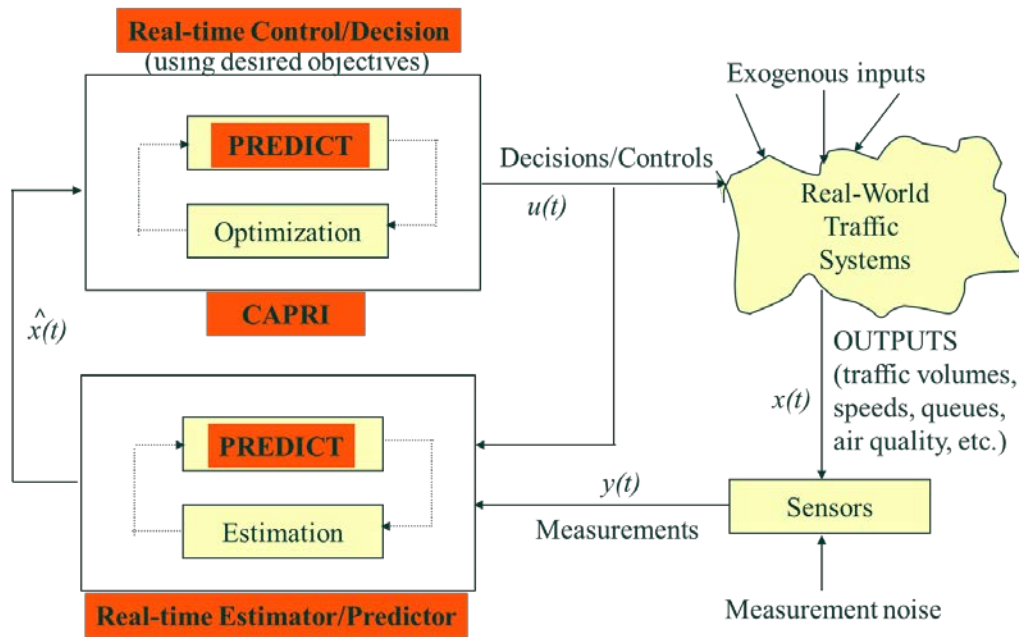 Real-time Control/Decision
(using desired objectives)
PREDICT
Optimization
CAPRI
Decisions/Controls
u(t)
Exogenous inputs
Real-World
Traffic
Systems
x̂(t)
OUTPUTS
(traffic volumes,
speeds, queues,
air quality, etc.)
x(t)
PREDICT
Estimation
Real-time Estimator/Predictor
y(t)
Measurements
Sensors
Measurement noise